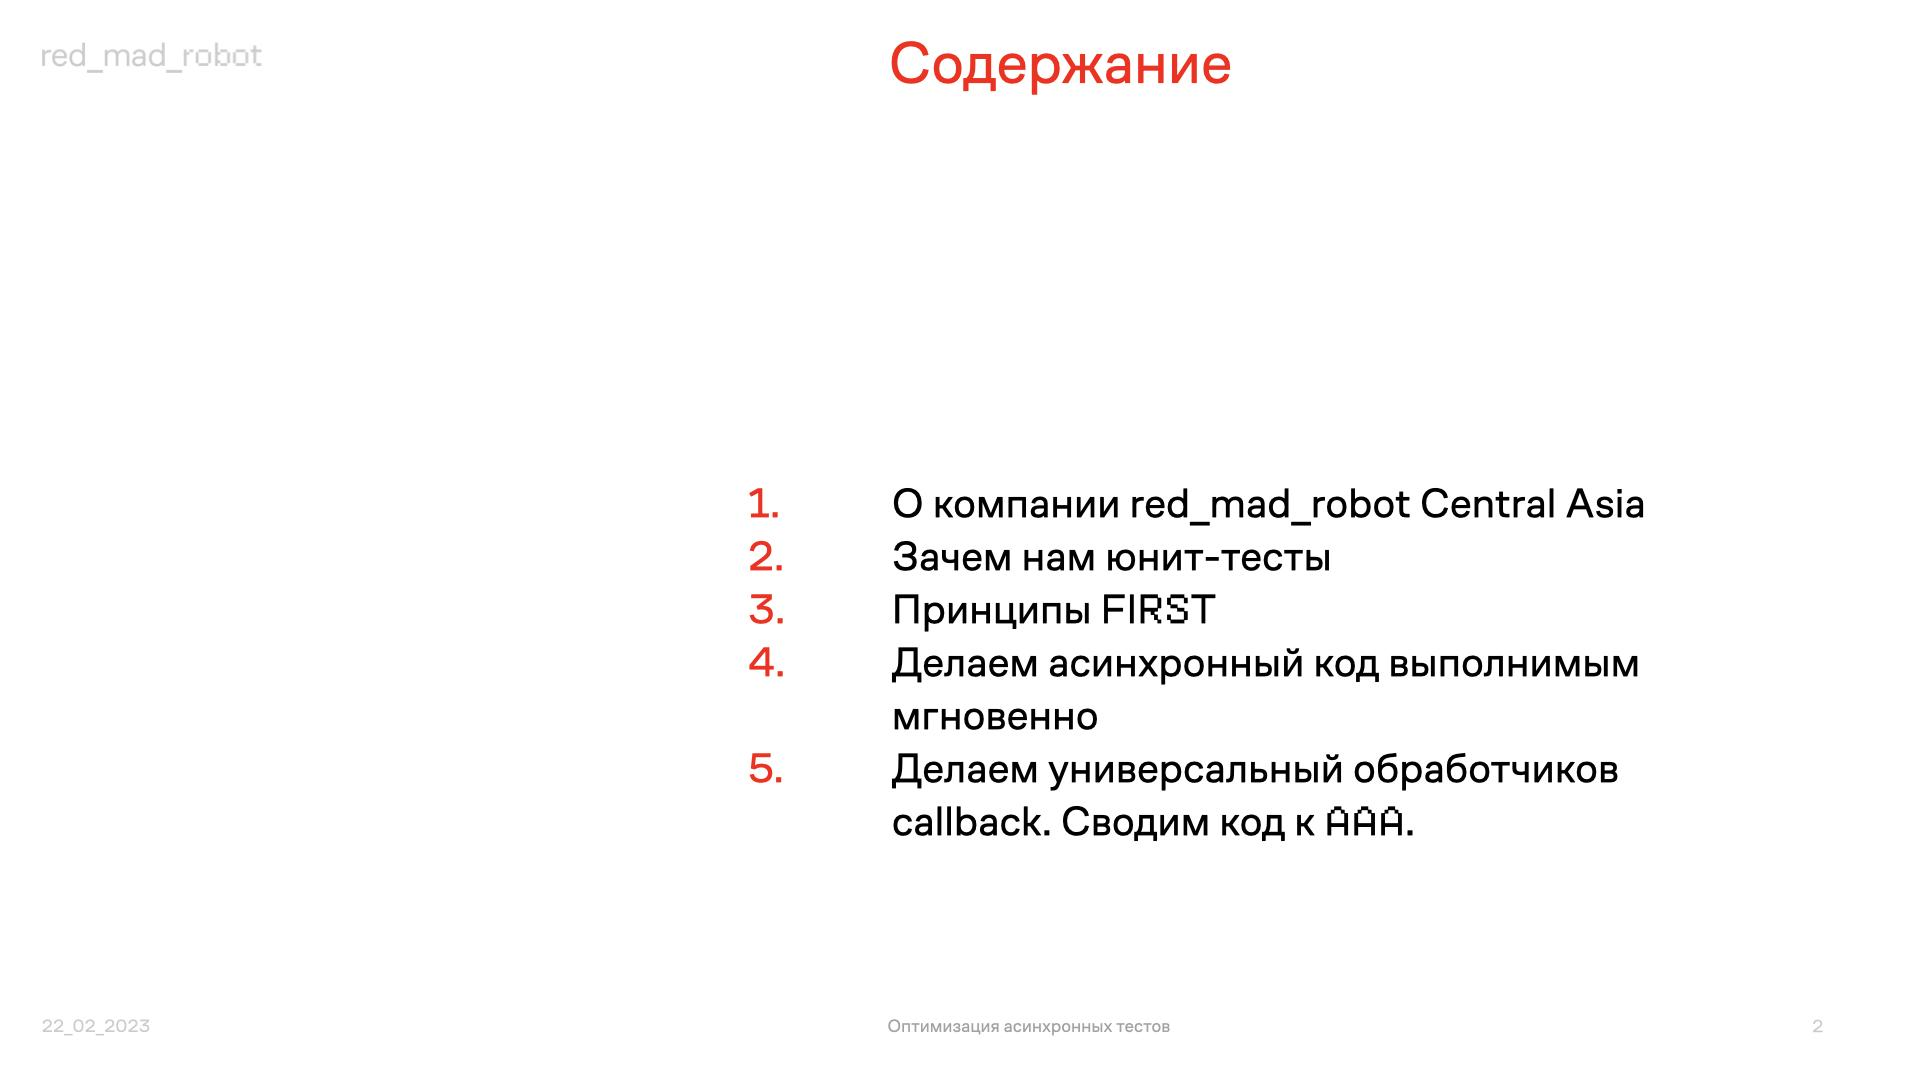 red_mad_robot
Содержание
1. О компании red_mad_robot Central Asia
2. Зачем нам юнит-тесты
3. Принципы FIRST
4. Делаем асинхронный код выполнимым
мгновенно
5. Делаем универсальный обработчиков
callback. Сводим код к AAA.
22_02_2023
Оптимизация асинхронных тестов
2